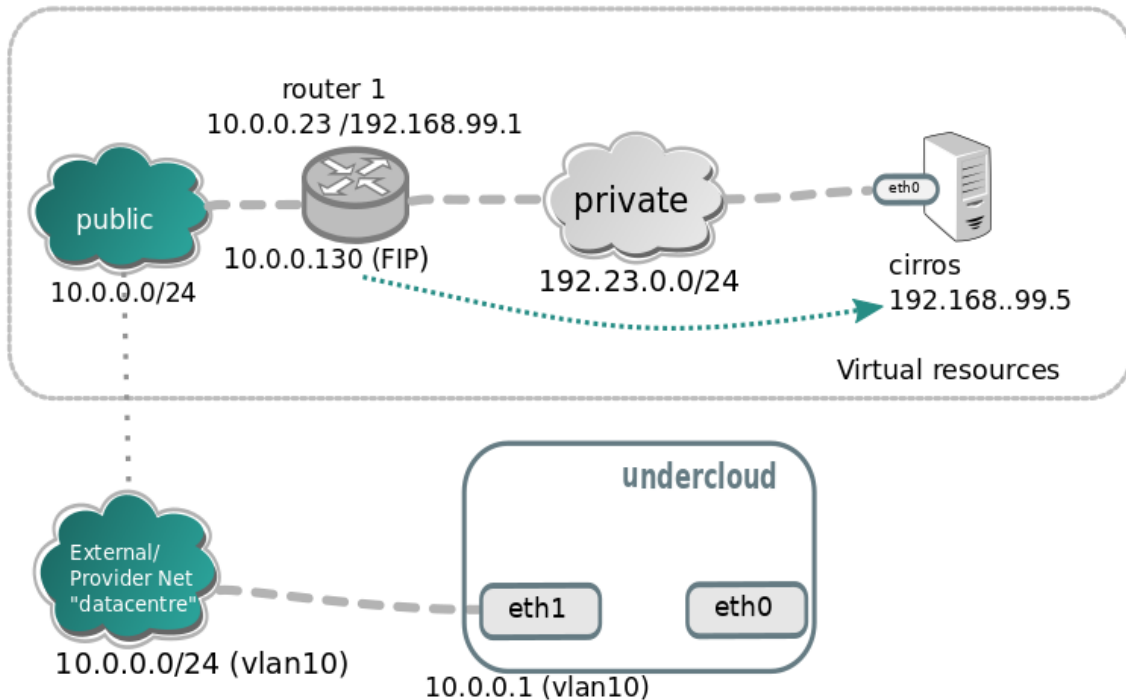 router 1
10.0.0.23 /192.168.99.1
public
private
eth0
10.0.0.130 (FIP)
10.0.0.0/24
192.23.0.0/24
cirros
192.168..99.5
Virtual resources
undercloud
External/
Provider Net
"datacentre"
eth1
eth0
10.0.0.0/24 (vlan10)
10.0.0.1 (vlan10)